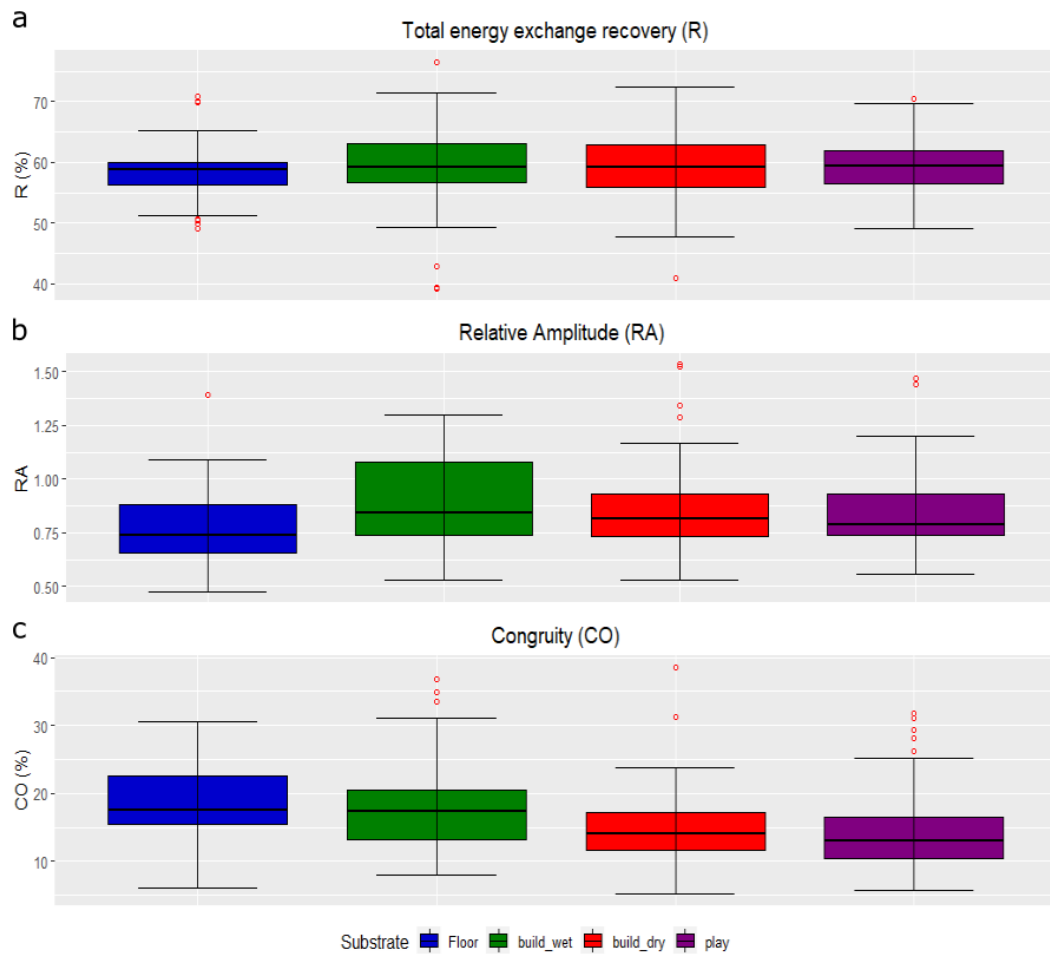 a
Total energy exchange recovery (R)
R (%)
70
60
50
40
b
Relative Amplitude (RA)
RA
1.50
1.25
1.00
0.75
0.50
c
Congruity (CO)
CO (%)
40
30
20
10
Substrate Floor build_wet build_dry play